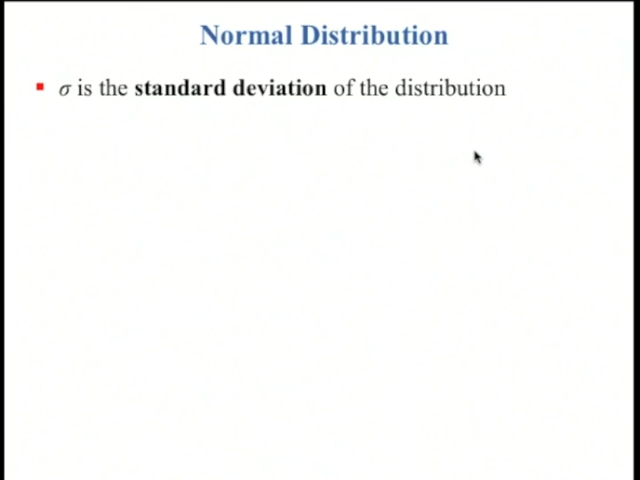 Normal Distribution
σ is the standard deviation of the distribution